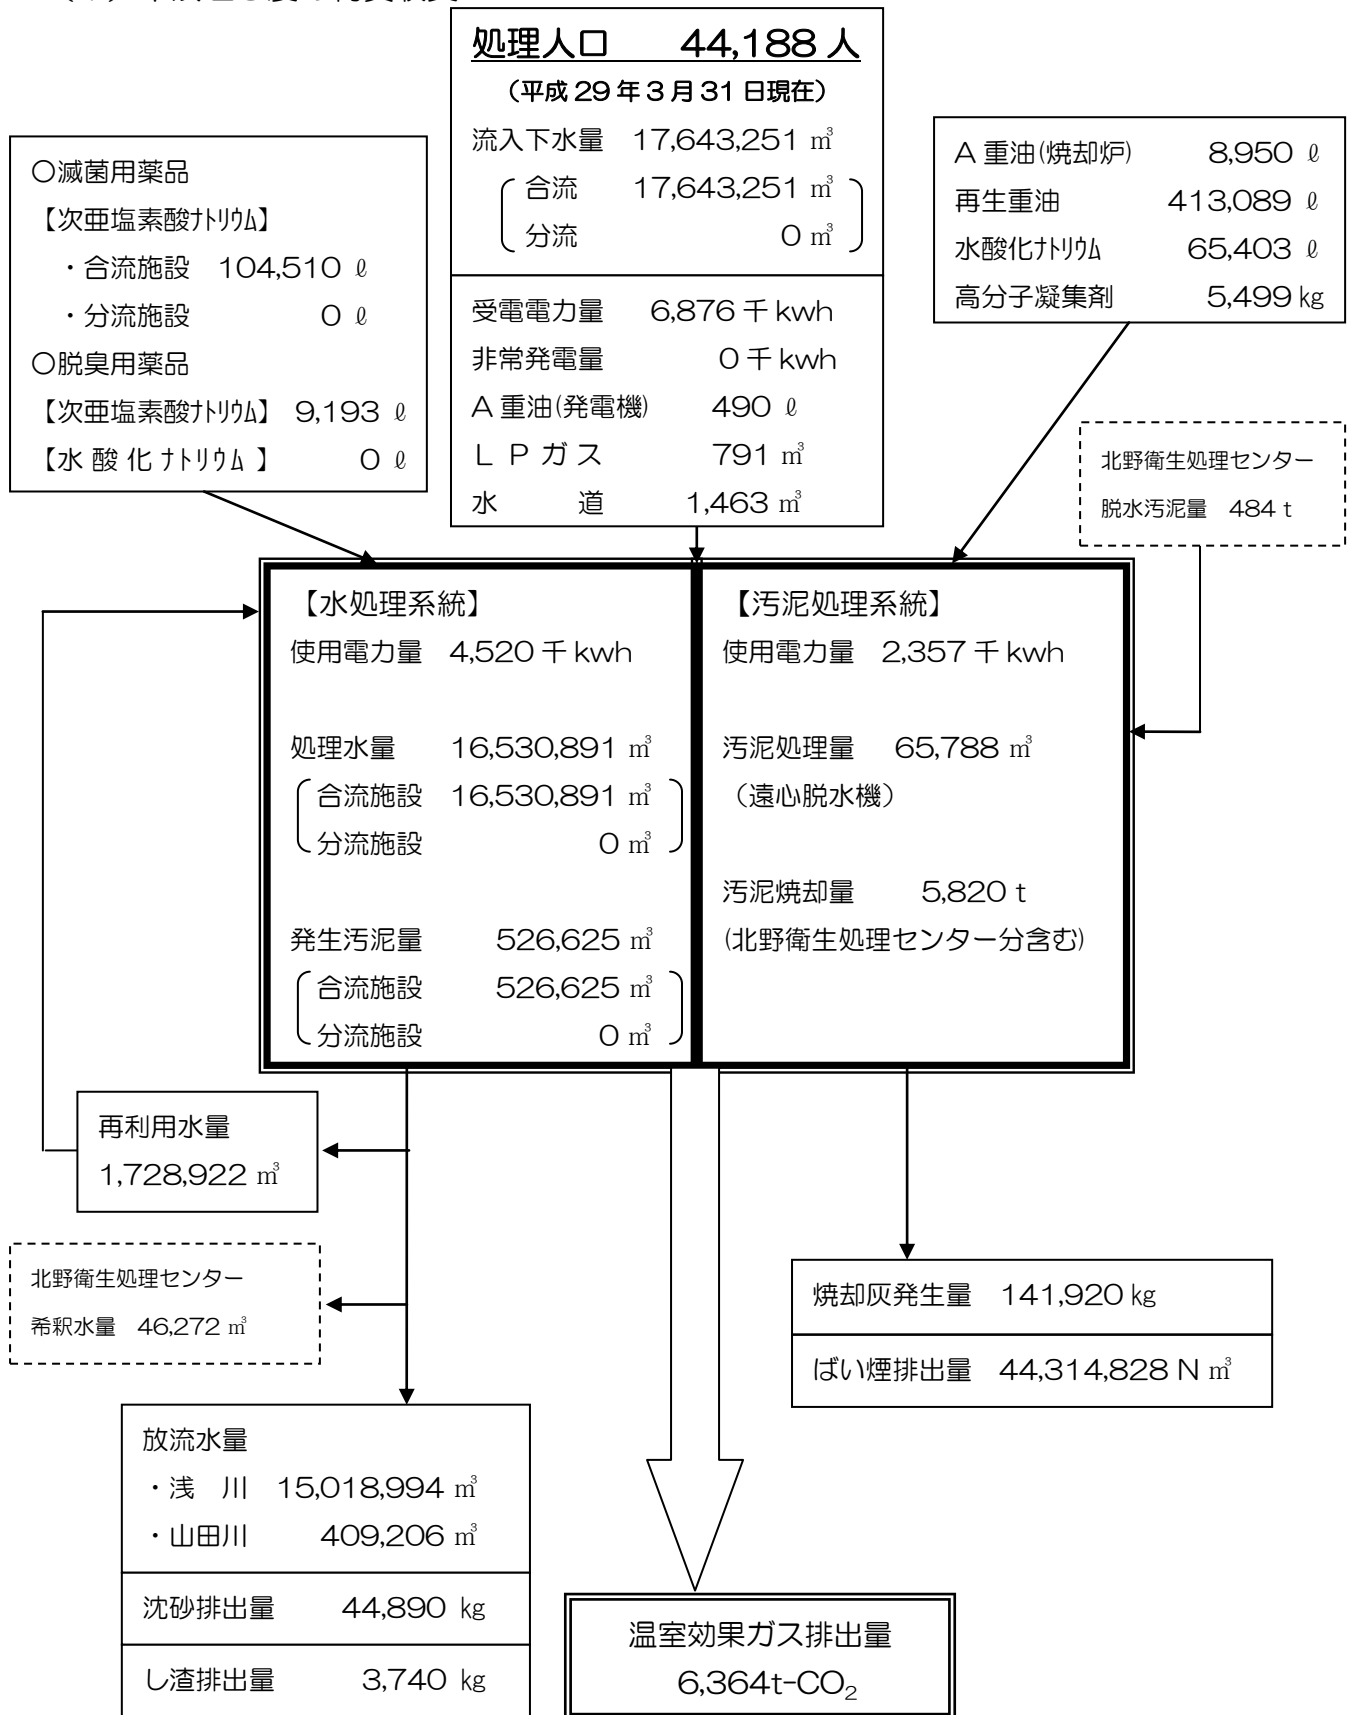 処理人口 44,188 人
（平成 29 年 3 月 31 日現在）
流入下水量 17,643,251 ㎥
合流 17,643,251 ㎥
分流 0 ㎥
受電電力量 6,876 千 kwh
非常発電量 0 千 kwh
A 重油(発電機) 490 ℓ
ＬＰガス 791 ㎥
水 道 1,463 ㎥
○滅菌用薬品
【次亜塩素酸ﾅﾄﾘｳﾑ】
・合流施設 104,510 ℓ
・分流施設 0 ℓ
○脱臭用薬品
【次亜塩素酸ﾅﾄﾘｳﾑ】 9,193 ℓ
【水 酸 化 ﾅﾄﾘｳﾑ 】 0 ℓ
A 重油(焼却炉) 8,950 ℓ
再生重油 413,089 ℓ
水酸化ﾅﾄﾘｳﾑ 65,403 ℓ
高分子凝集剤 5,499 kg
北野衛生処理センター
脱水汚泥量 484 t
【水処理系統】
使用電力量 4,520 千 kwh
処理水量 16,530,891 ㎥
合流施設 16,530,891 ㎥
分流施設 0 ㎥
発生汚泥量 526,625 ㎥
合流施設 526,625 ㎥
分流施設 0 ㎥
【汚泥処理系統】
使用電力量 2,357 千 kwh
汚泥処理量 65,788 ㎥
（遠心脱水機）
汚泥焼却量 5,820 t
(北野衛生処理センター分含む)
再利用水量
1,728,922 ㎥
北野衛生処理センター
希釈水量 46,272 ㎥
焼却灰発生量 141,920 kg
ばい煙排出量 44,314,828 N ㎥
放流水量
・浅 川 15,018,994 ㎥
・山田川 409,206 ㎥
沈砂排出量 44,890 kg
し渣排出量 3,740 kg
温室効果ガス排出量
6,364t-CO₂